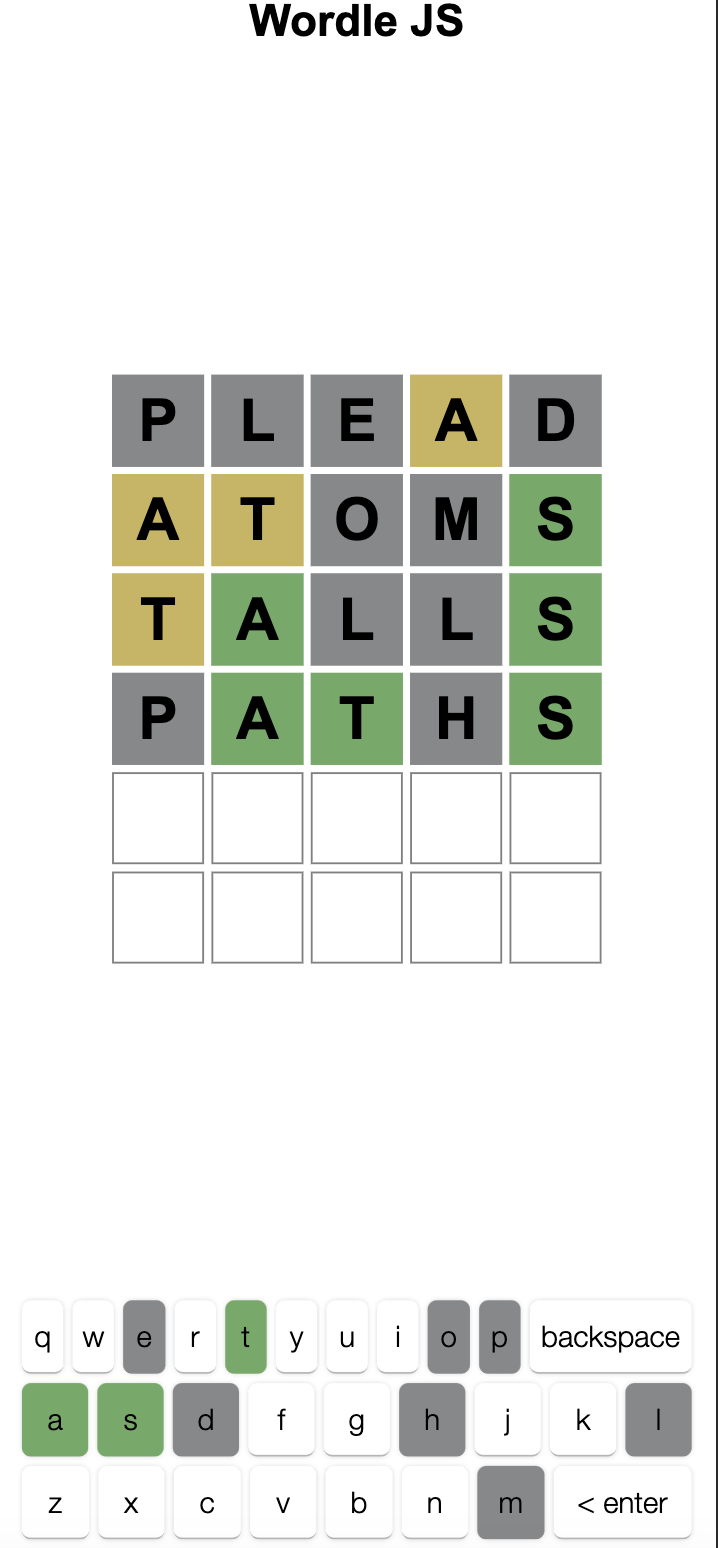 Wordle JS
P L E A D
A T O M S
T A L L S
P A T H S
q w e r t y u i o p backspace
a s d f g h j k l
z x c v b n m < enter